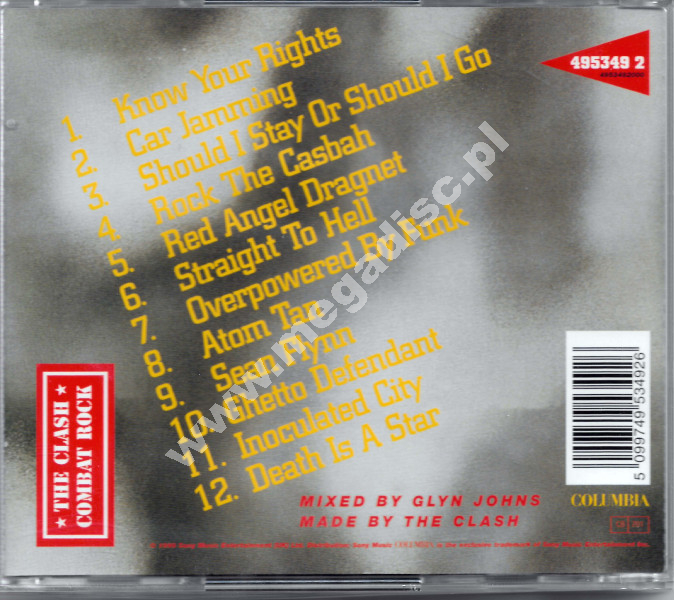 1. Know Your Rights
2. Car Jamming
3. Should I Stay Or Should I Go
4. Rock The Casbah
5. Red Angel Dragnet
6. Straight To Hell
7. Overpowered By Funk
8. Atom Tan
9. Sean Flynn
10. Ghetto Defendant
11. Inoculated City
12. Death Is A Star
495349 2
www.megadisc.pl
★ THE CLASH ★
COMBAT ROCK
MIXED BY GLYN JOHNS
MADE BY THE CLASH
5 099749 534926
COLUMBIA